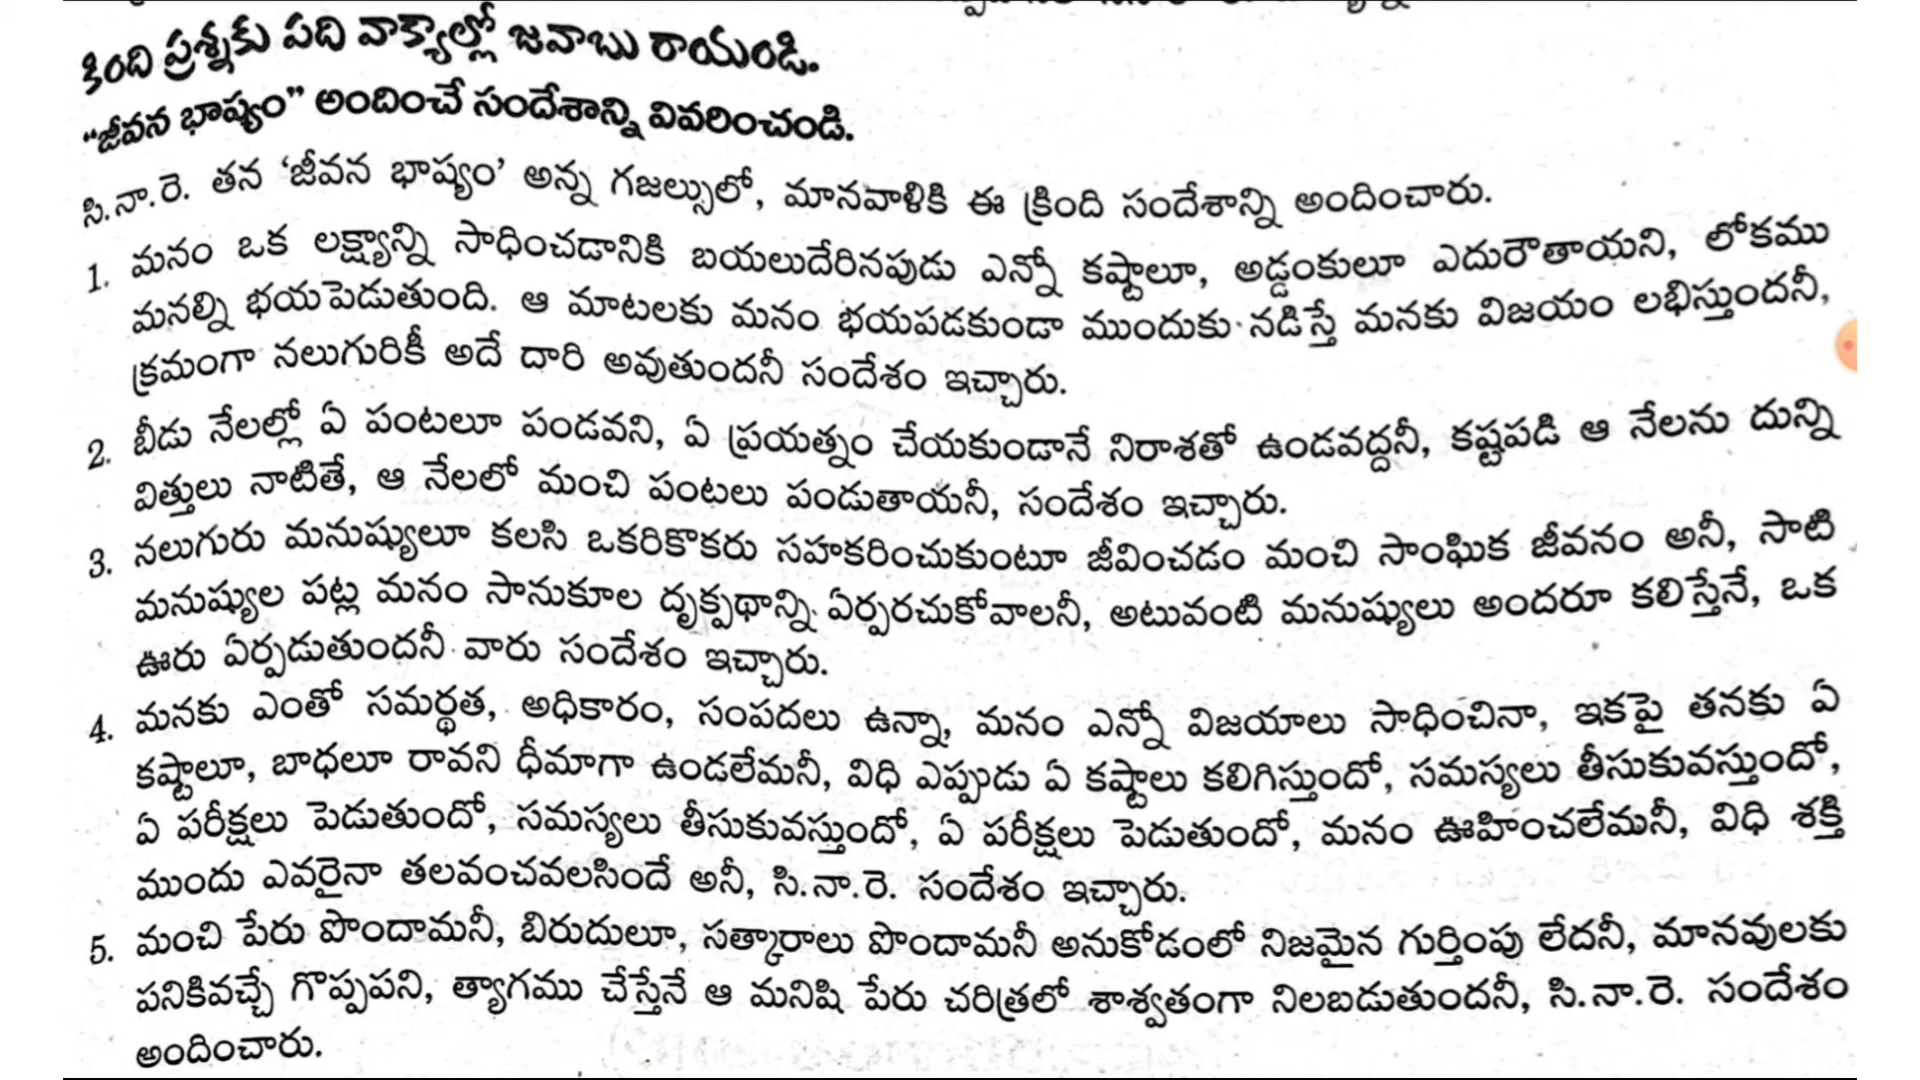 కింది ప్రశ్నకు పది వాక్యాల్లో జవాబు రాయండి.
“జీవన భాష్యం” అందించే సందేశాన్ని వివరించండి.
సి.నా.రె. తన ‘జీవన భాష్యం’ అన్న గజల్సులో, మానవాళికి ఈ క్రింది సందేశాన్ని అందించారు.
1. మనం ఒక లక్ష్యాన్ని సాధించడానికి బయలుదేరినపుడు ఎన్నో కష్టాలూ, అడ్డంకులూ ఎదురౌతాయని, లోకము
మనల్ని భయపెడుతుంది. ఆ మాటలకు మనం భయపడకుండా ముందుకు నడిస్తే మనకు విజయం లభిస్తుందనీ,
క్రమంగా నలుగురికీ అదే దారి అవుతుందనీ సందేశం ఇచ్చారు.
2. బీడు నేలల్లో ఏ పంటలూ పండవని, ఏ ప్రయత్నం చేయకుండానే నిరాశతో ఉండవద్దనీ, కష్టపడి ఆ నేలను దున్ని
విత్తులు నాటితే, ఆ నేలలో మంచి పంటలు పండుతాయనీ, సందేశం ఇచ్చారు.
3. నలుగురు మనుష్యులూ కలసి ఒకరికొకరు సహకరించుకుంటూ జీవించడం మంచి సాంఘిక జీవనం అనీ, సాటి
మనుష్యుల పట్ల మనం సానుకూల దృక్పథాన్ని ఏర్పరచుకోవాలనీ, అటువంటి మనుష్యులు అందరూ కలిస్తేనే, ఒక
ఊరు ఏర్పడుతుందనీ వారు సందేశం ఇచ్చారు.
4. మనకు ఎంతో సమర్థత, అధికారం, సంపదలు ఉన్నా, మనం ఎన్నో విజయాలు సాధించినా, ఇకపై తనకు ఏ
కష్టాలూ, బాధలూ రావని ధీమాగా ఉండలేమనీ, విధి ఎప్పుడు ఏ కష్టాలు కలిగిస్తుందో, సమస్యలు తీసుకువస్తుందో,
ఏ పరీక్షలు పెడుతుందో, సమస్యలు తీసుకువస్తుందో, ఏ పరీక్షలు పెడుతుందో, మనం ఊహించలేమనీ, విధి శక్తి
ముందు ఎవరైనా తలవంచవలసిందే అనీ, సి.నా.రె. సందేశం ఇచ్చారు.
5. మంచి పేరు పొందామనీ, బిరుదులూ, సత్కారాలు పొందామనీ అనుకోడంలో నిజమైన గుర్తింపు లేదనీ, మానవులకు
పనికివచ్చే గొప్పపని, త్యాగము చేస్తేనే ఆ మనిషి పేరు చరిత్రలో శాశ్వతంగా నిలబడుతుందనీ, సి.నా.రె. సందేశం
అందించారు.